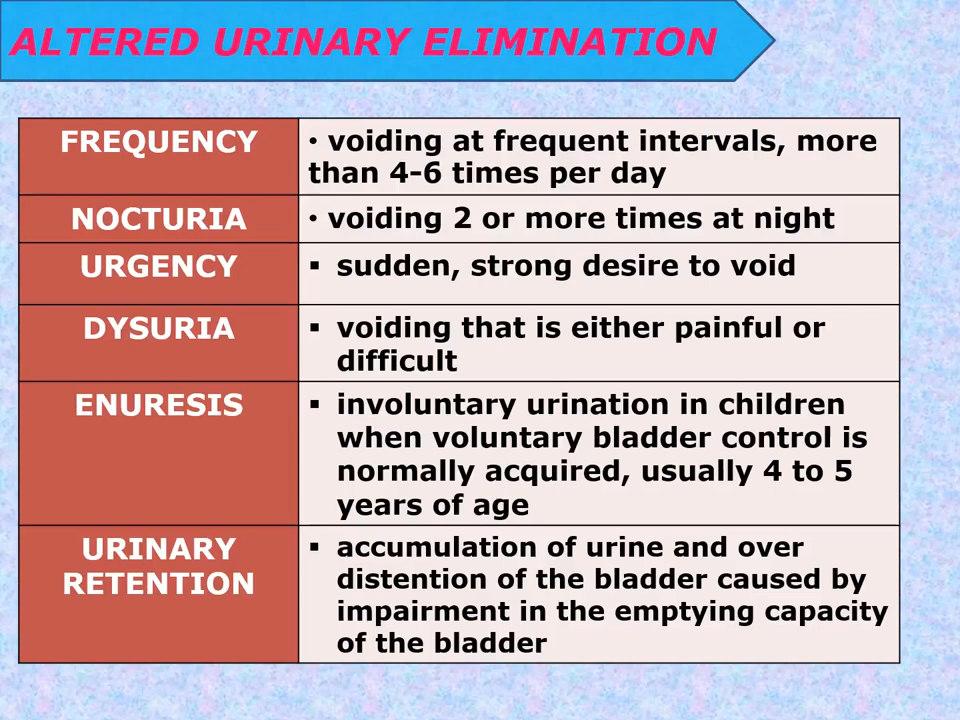 ALTERED URINARY ELIMINATION
FREQUENCY
• voiding at frequent intervals, more
than 4-6 times per day
NOCTURIA
• voiding 2 or more times at night
URGENCY
▪ sudden, strong desire to void
DYSURIA
▪ voiding that is either painful or
difficult
ENURESIS
▪ involuntary urination in children
when voluntary bladder control is
normally acquired, usually 4 to 5
years of age
URINARY
RETENTION
▪ accumulation of urine and over
distention of the bladder caused by
impairment in the emptying capacity
of the bladder